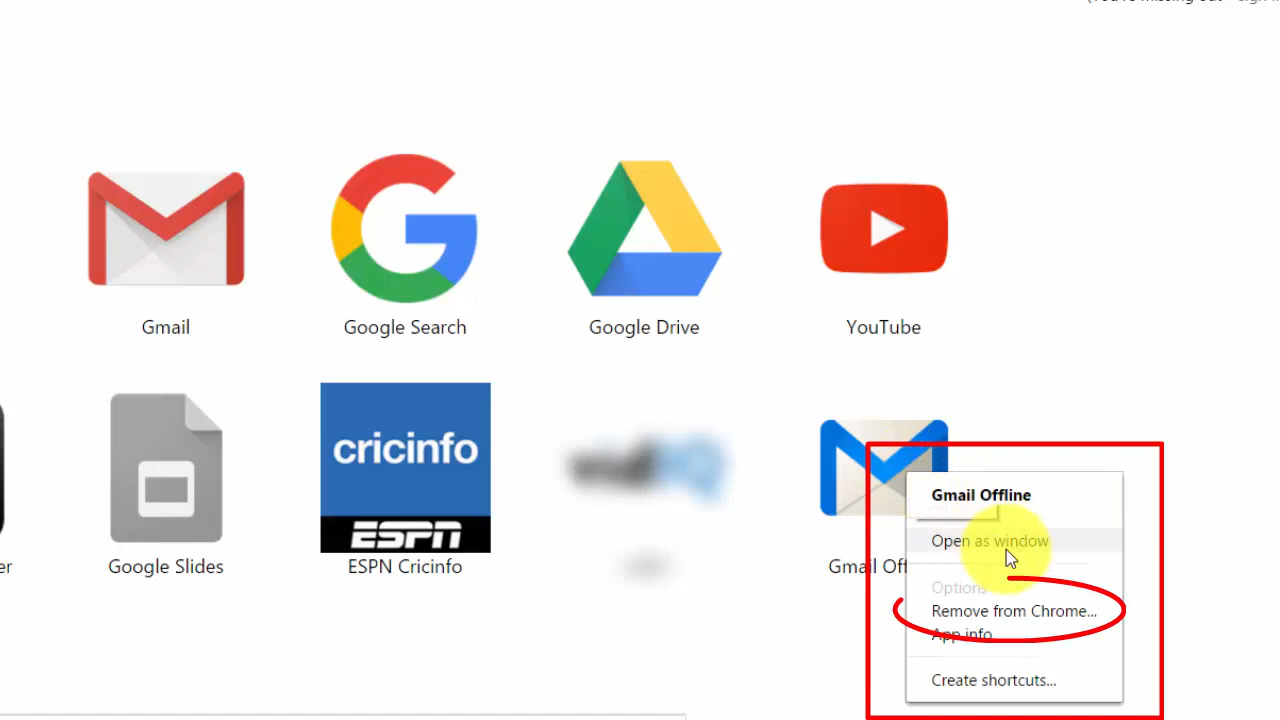 Gmail
Google Search
Google Drive
YouTube
cricinfo
ESPN
er
Google Slides
ESPN Cricinfo
Gmail Off
Gmail Offline
Open as window
Options
Remove from Chrome...
App info
Create shortcuts...